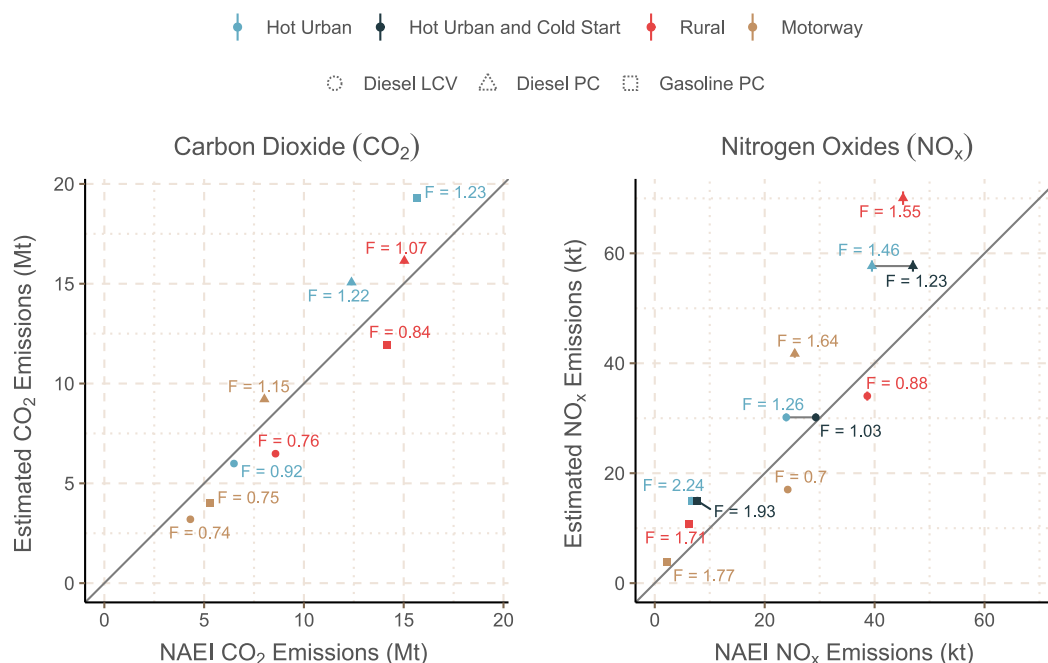 Hot Urban Hot Urban and Cold Start Rural Motorway
Diesel LCV Diesel PC Gasoline PC
Carbon Dioxide (CO₂)
20
15
10
5
0
0 5 10 15 20
Estimated CO₂ Emissions (Mt)
NAEI CO₂ Emissions (Mt)
F = 1.23
F = 1.07
F = 1.22
F = 0.84
F = 1.15
F = 0.76
F = 0.92
F = 0.75
F = 0.74
Nitrogen Oxides (NOₓ)
60
40
20
0
0 20 40 60
Estimated NOₓ Emissions (kt)
NAEI NOₓ Emissions (kt)
F = 1.55
F = 1.46
F = 1.23
F = 1.64
F = 0.88
F = 1.26
F = 1.03
F = 0.7
F = 2.24
F = 1.93
F = 1.71
F = 1.77